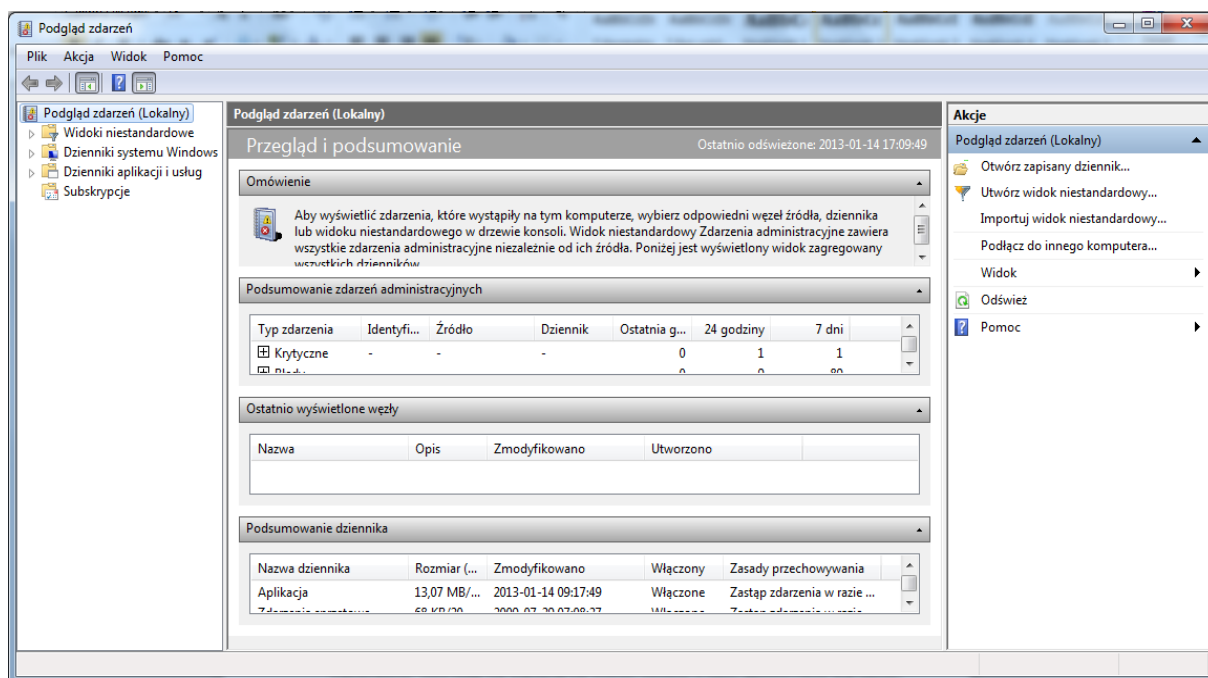 Podgląd zdarzeń
Plik Akcja Widok Pomoc
Podgląd zdarzeń (Lokalny)
Widoki niestandardowe
Dzienniki systemu Windows
Dzienniki aplikacji i usług
Subskrypcje
Podgląd zdarzeń (Lokalny)
Przegląd i podsumowanie Ostatnio odświeżone: 2013-01-14 17:09:49
Omówienie
Aby wyświetlić zdarzenia, które wystąpiły na tym komputerze, wybierz odpowiedni węzeł źródła, dziennika
lub widoku niestandardowego w drzewie konsoli. Widok niestandardowy Zdarzenia administracyjne zawiera
wszystkie zdarzenia administracyjne niezależnie od ich źródła. Poniżej jest wyświetlony widok zagregowany
wszystkich dzienników.
Podsumowanie zdarzeń administracyjnych
Typ zdarzenia Identyfi... Źródło Dziennik Ostatnia g... 24 godziny 7 dni
Krytyczne - - - 0 1 1
Ostatnio wyświetlone węzły
Nazwa Opis Zmodyfikowano Utworzono
Podsumowanie dziennika
Nazwa dziennika Rozmiar (... Zmodyfikowano Włączony Zasady przechowywania
Aplikacja 13,07 MB/... 2013-01-14 09:17:49 Włączone Zastąp zdarzenia w razie ...
Akcje
Podgląd zdarzeń (Lokalny)
Otwórz zapisany dziennik...
Utwórz widok niestandardowy...
Importuj widok niestandardowy...
Podłącz do innego komputera...
Widok
Odśwież
Pomoc